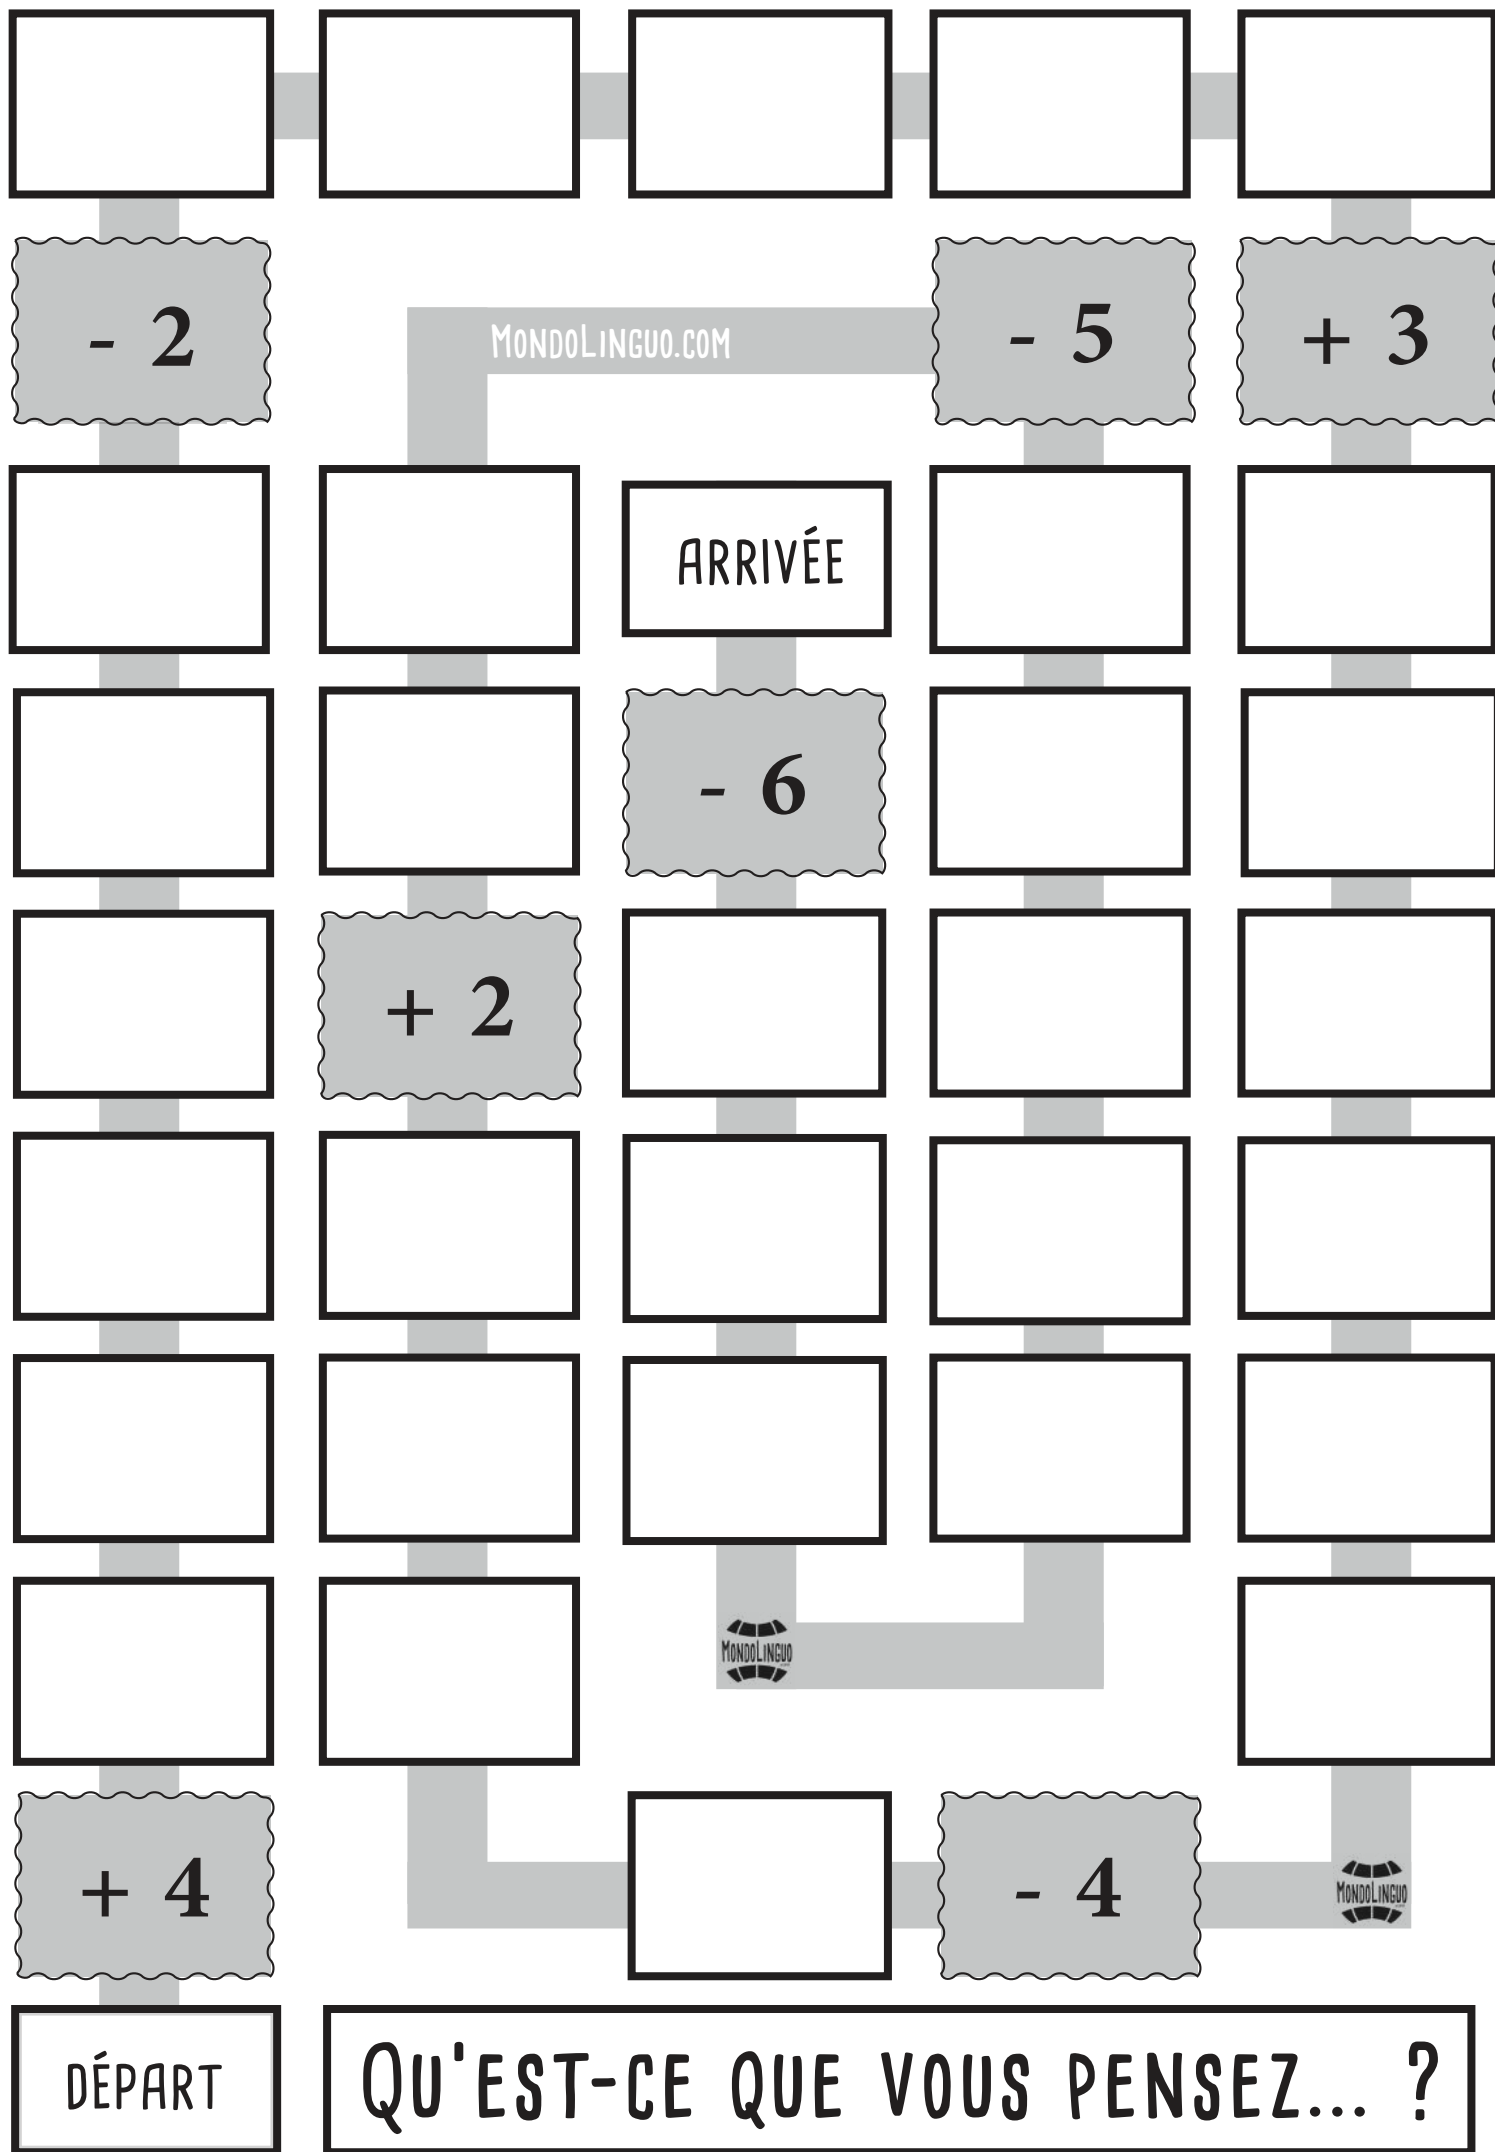 - 2
MONDOLINGUO.COM
- 5
+ 3
ARRIVÉE
- 6
+ 2
MONDOLINGUO
+ 4
- 4
MONDOLINGUO
DÉPART
QU'EST-CE QUE VOUS PENSEZ... ?